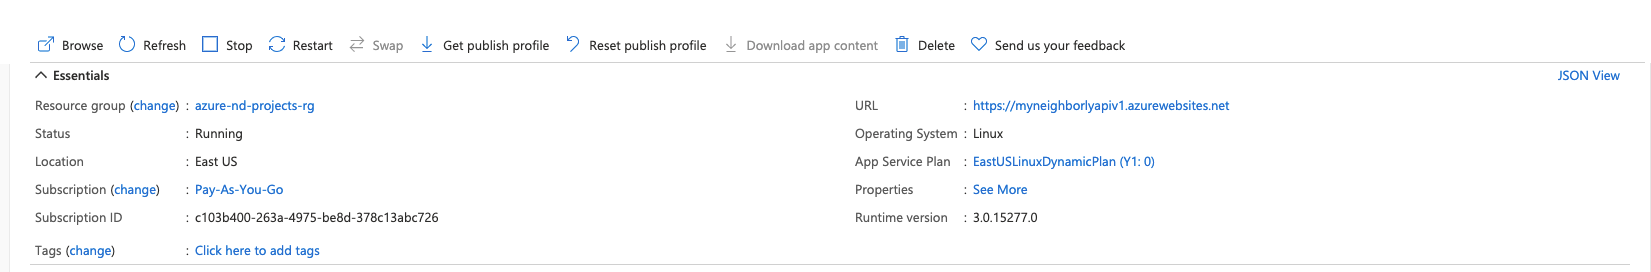 Browse Refresh Stop Restart Swap Get publish profile Reset publish profile Download app content Delete Send us your feedback
Essentials JSON View
Resource group (change) : azure-nd-projects-rg
Status : Running
Location : East US
Subscription (change) : Pay-As-You-Go
Subscription ID : c103b400-263a-4975-be8d-378c13abc726
Tags (change) : Click here to add tags
URL : https://myneighborlyapiv1.azurewebsites.net
Operating System : Linux
App Service Plan : EastUSLinuxDynamicPlan (Y1: 0)
Properties : See More
Runtime version : 3.0.15277.0